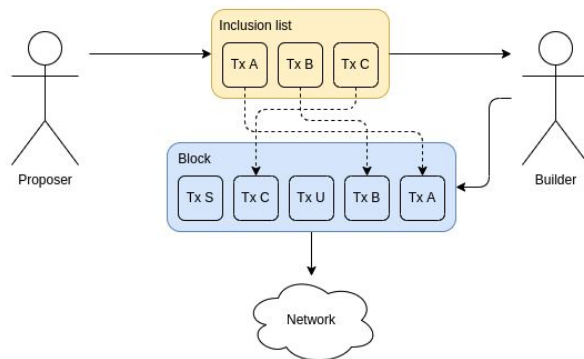 Inclusion list
Tx A Tx B Tx C
Proposer
Builder
Block
Tx S Tx C Tx U Tx B Tx A
Network